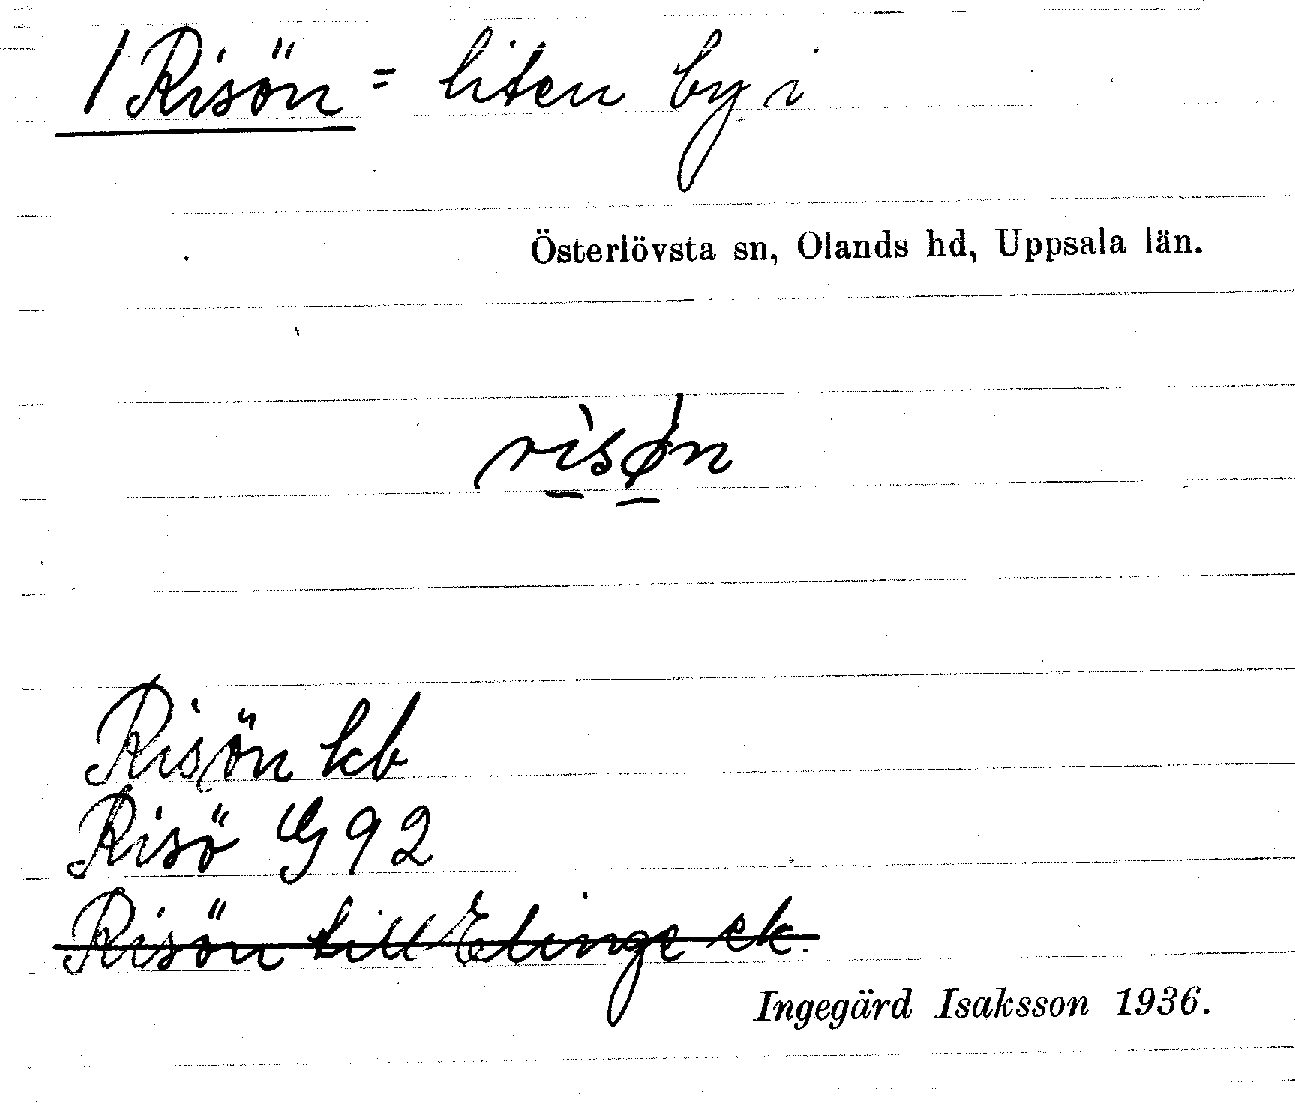 1 Risön = liten by i
Österlövsta sn, Olands hd, Uppsala län.
risøn
Risön kb
Risö G 92
Risön till Elinge ek.
Ingegärd Isaksson 1936.